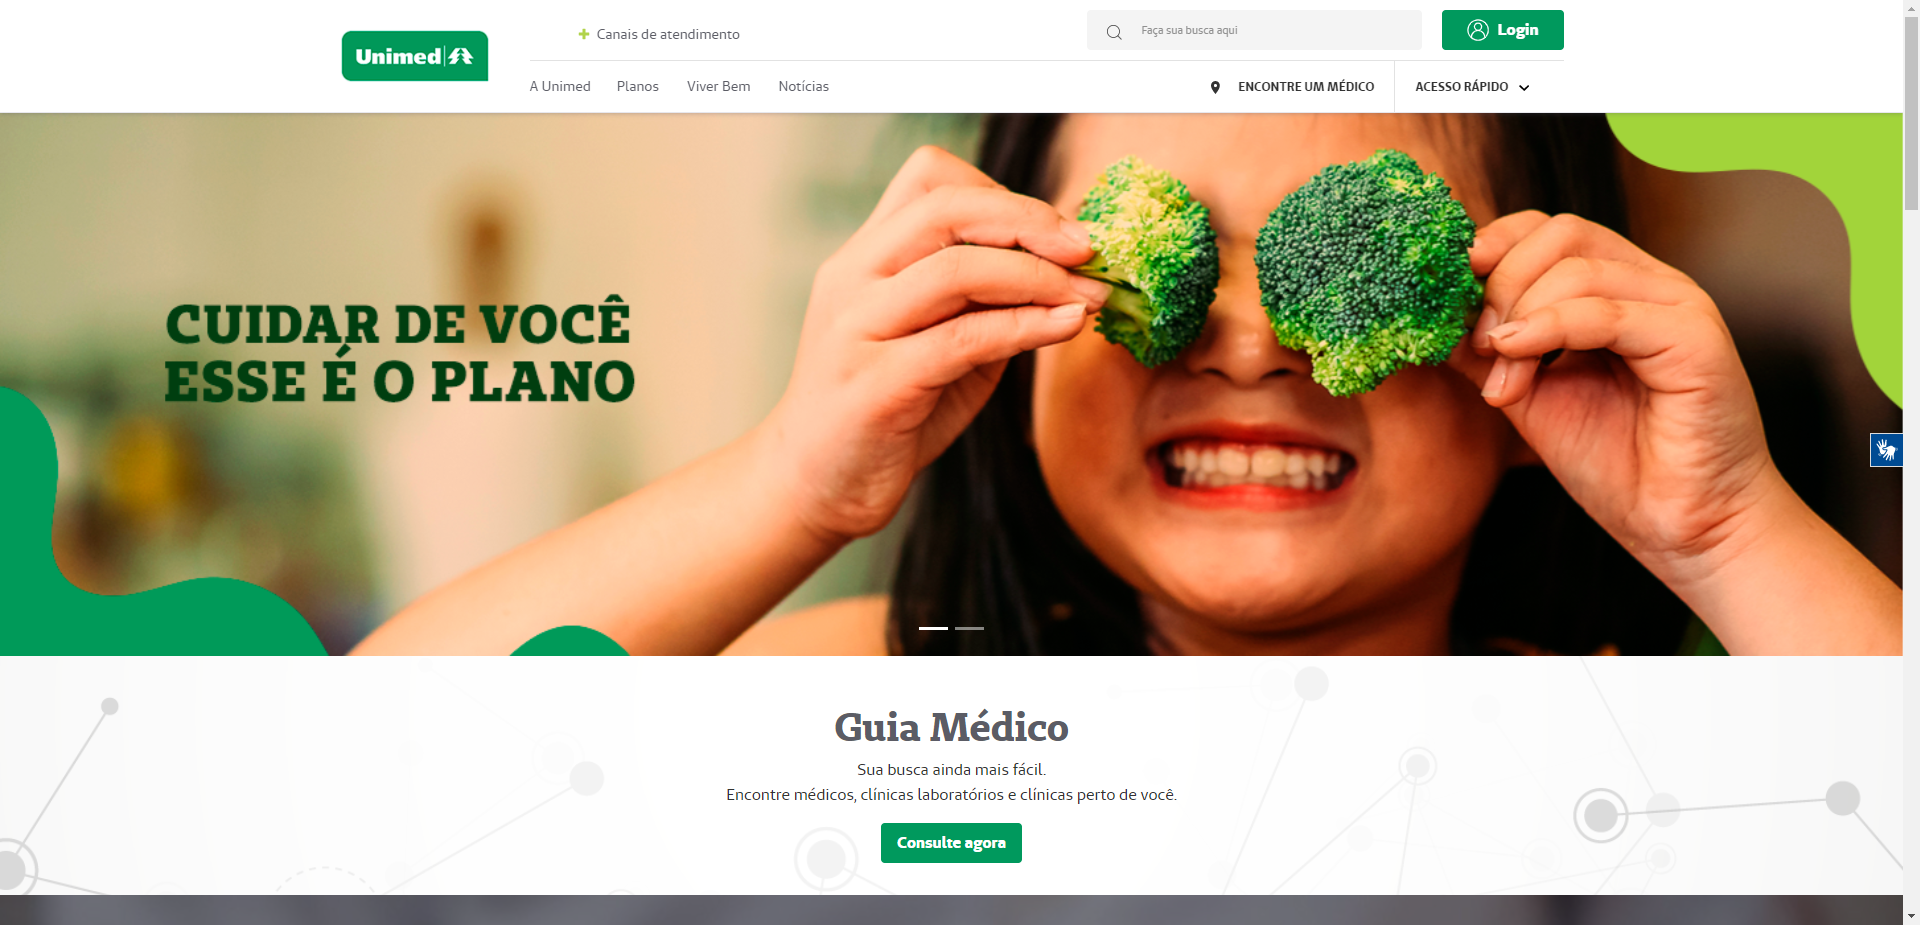 Unimed
Canais de atendimento
Faça sua busca aqui
Login
A Unimed
Planos
Viver Bem
Notícias
ENCONTRE UM MÉDICO
ACESSO RÁPIDO
CUIDAR DE VOCÊ
ESSE É O PLANO
Guia Médico
Sua busca ainda mais fácil.
Encontre médicos, clínicas laboratórios e clínicas perto de você.
Consulte agora